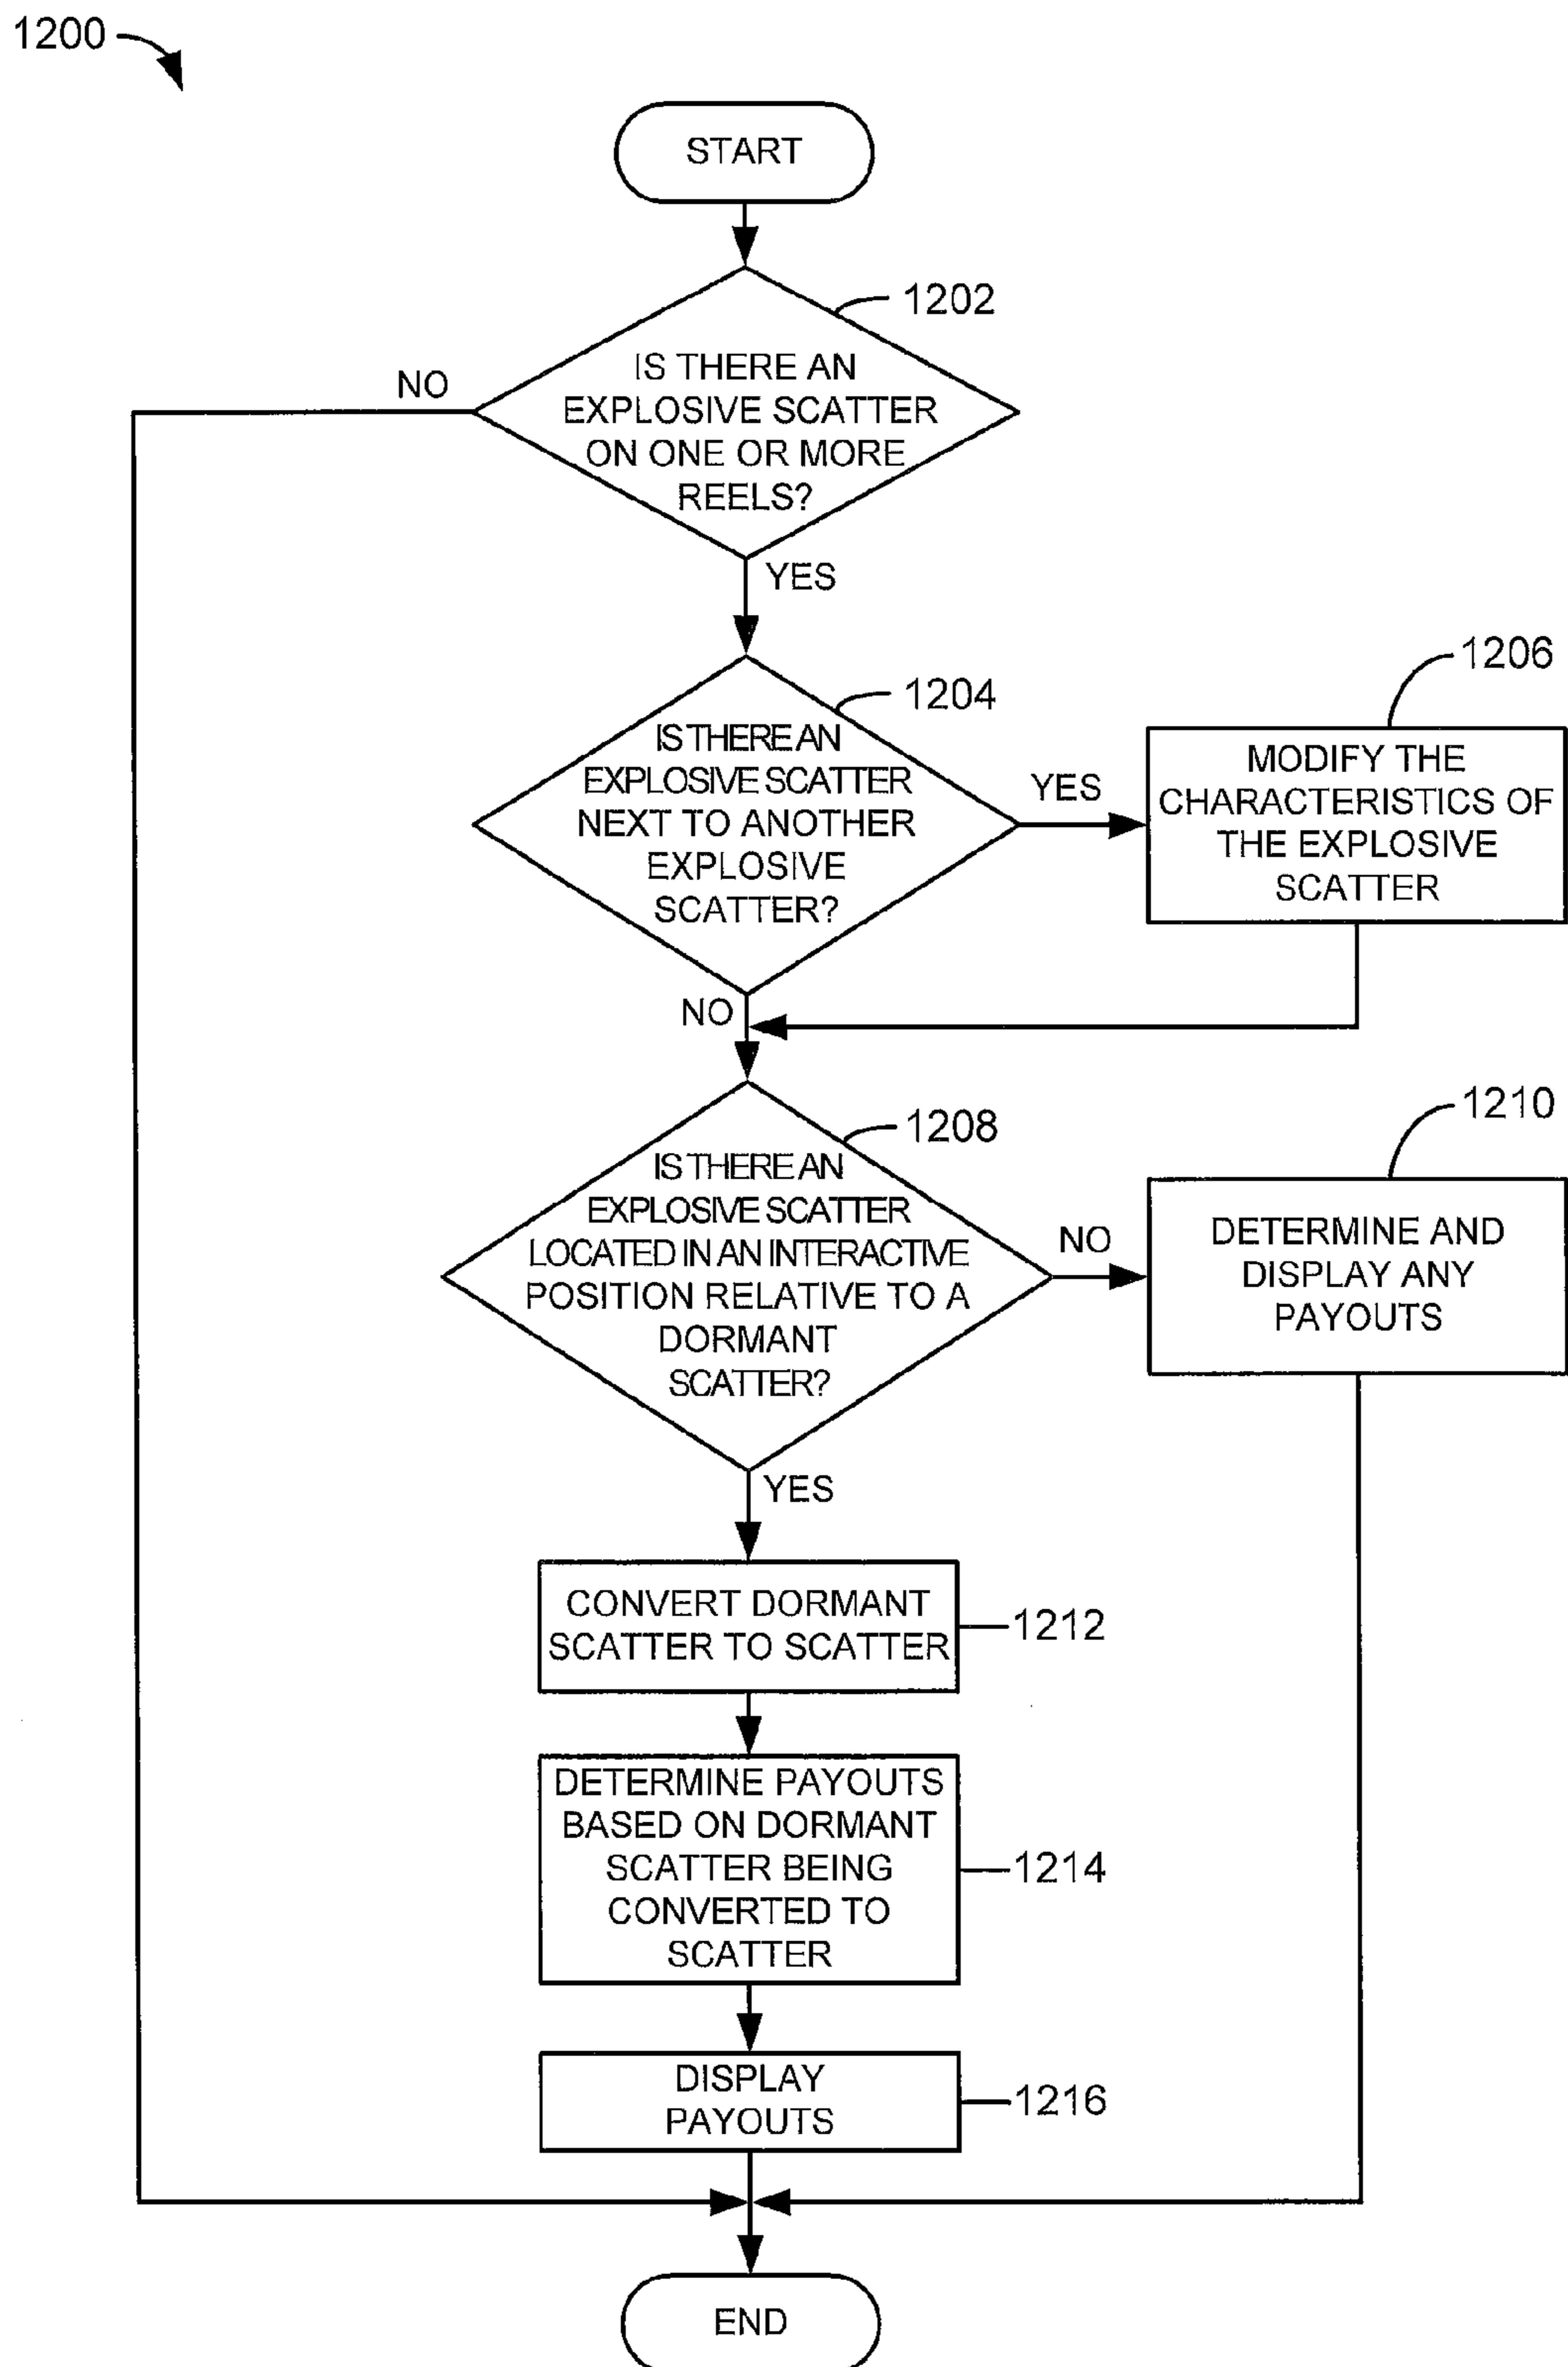 1200
START
1202
IS THERE AN
EXPLOSIVE SCATTER
ON ONE OR MORE
REELS?
NO
YES
1204
IS THERE AN
EXPLOSIVE SCATTER
NEXT TO ANOTHER
EXPLOSIVE
SCATTER?
YES
1206
MODIFY THE
CHARACTERISTICS OF
THE EXPLOSIVE
SCATTER
NO
1208
IS THERE AN
EXPLOSIVE SCATTER
LOCATED IN AN INTERACTIVE
POSITION RELATIVE TO A
DORMANT
SCATTER?
NO
1210
DETERMINE AND
DISPLAY ANY
PAYOUTS
YES
CONVERT DORMANT
SCATTER TO SCATTER
1212
DETERMINE PAYOUTS
BASED ON DORMANT
SCATTER BEING
CONVERTED TO
SCATTER
1214
DISPLAY
PAYOUTS
1216
END